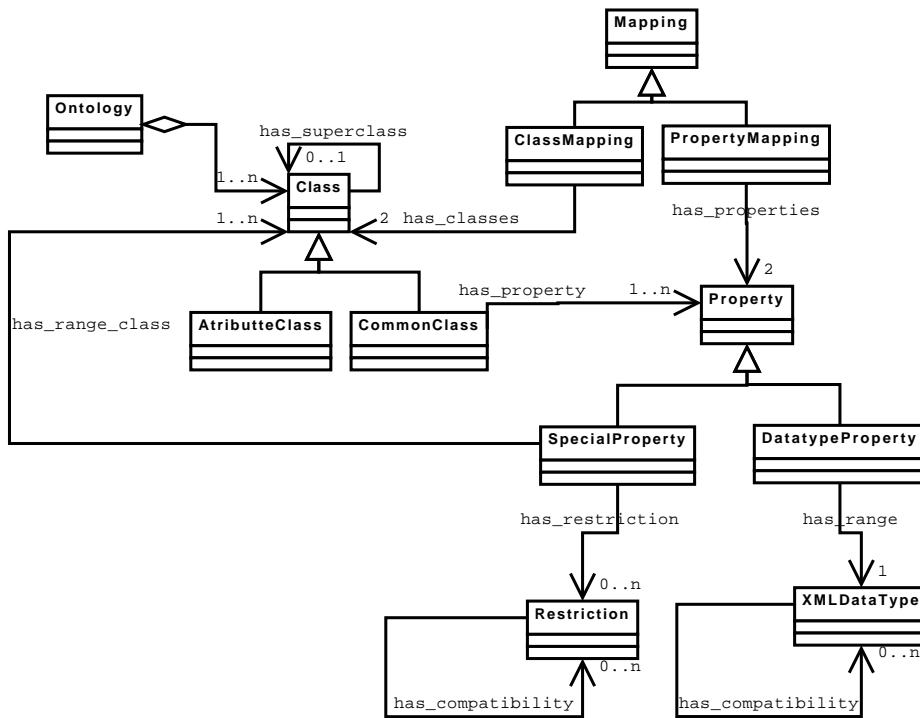 Mapping
Ontology
has_superclass
ClassMapping
PropertyMapping
0..1
1..n
Class
1..n
2
has_classes
has_properties
2
has_property
1..n
Property
has_range_class
AtributteClass
CommonClass
SpecialProperty
DatatypeProperty
has_restriction
has_range
0..n
1
Restriction
XMLDataType
0..n
0..n
has_compatibility
has_compatibility